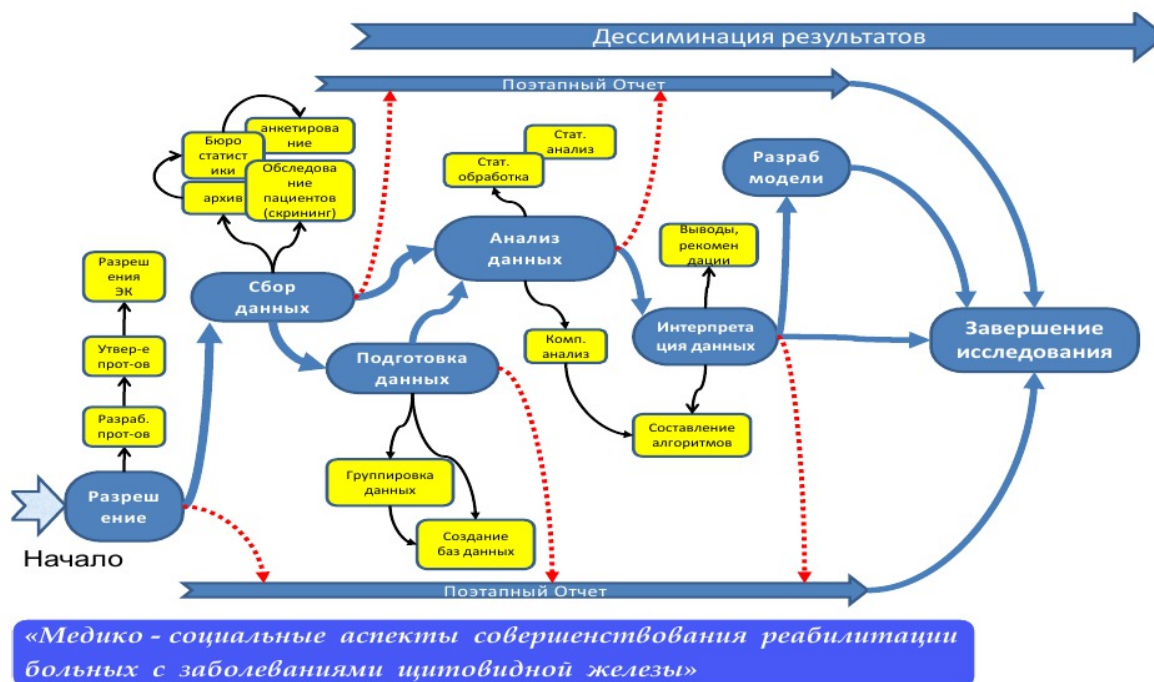 Дессиминация результатов
Поэтапный Отчет
анкетирова
ние
Бюро
статист
ики
архив
Обследова
ние
пациентов
(скрининг)
Стат.
анализ
Стат.
обработка
Разраб
модели
Анализ
данных
Выводы,
рекомен
дации
Разреш
ения
ЭК
Сбор
данных
Интерпрета
ция данных
Завершение
исследования
Утвер-е
прот-ов
Подготовка
данных
Комп.
анализ
Разраб.
прот-ов
Составление
алгоритмов
Группировка
данных
Разреш
ение
Создание
баз данных
Начало
Поэтапный Отчет
«Медико - социальные аспекты совершенствования реабилитации
больных с заболеваниями щитовидной железы»